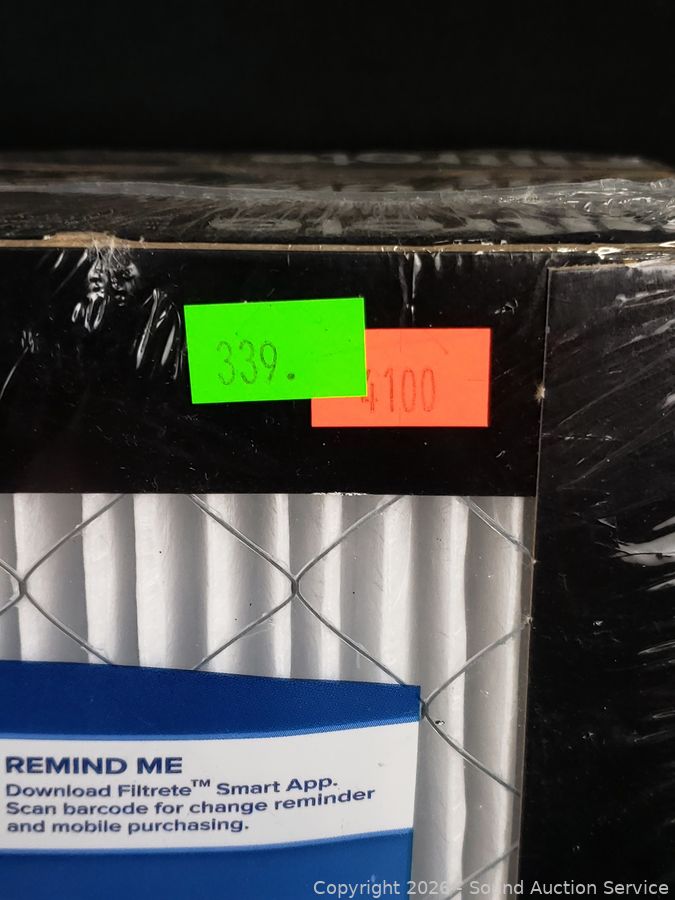 339.
4100
REMIND ME
Download Filtrete™ Smart App.
Scan barcode for change reminder
and mobile purchasing.
Copyright 2026 - Sound Auction Service